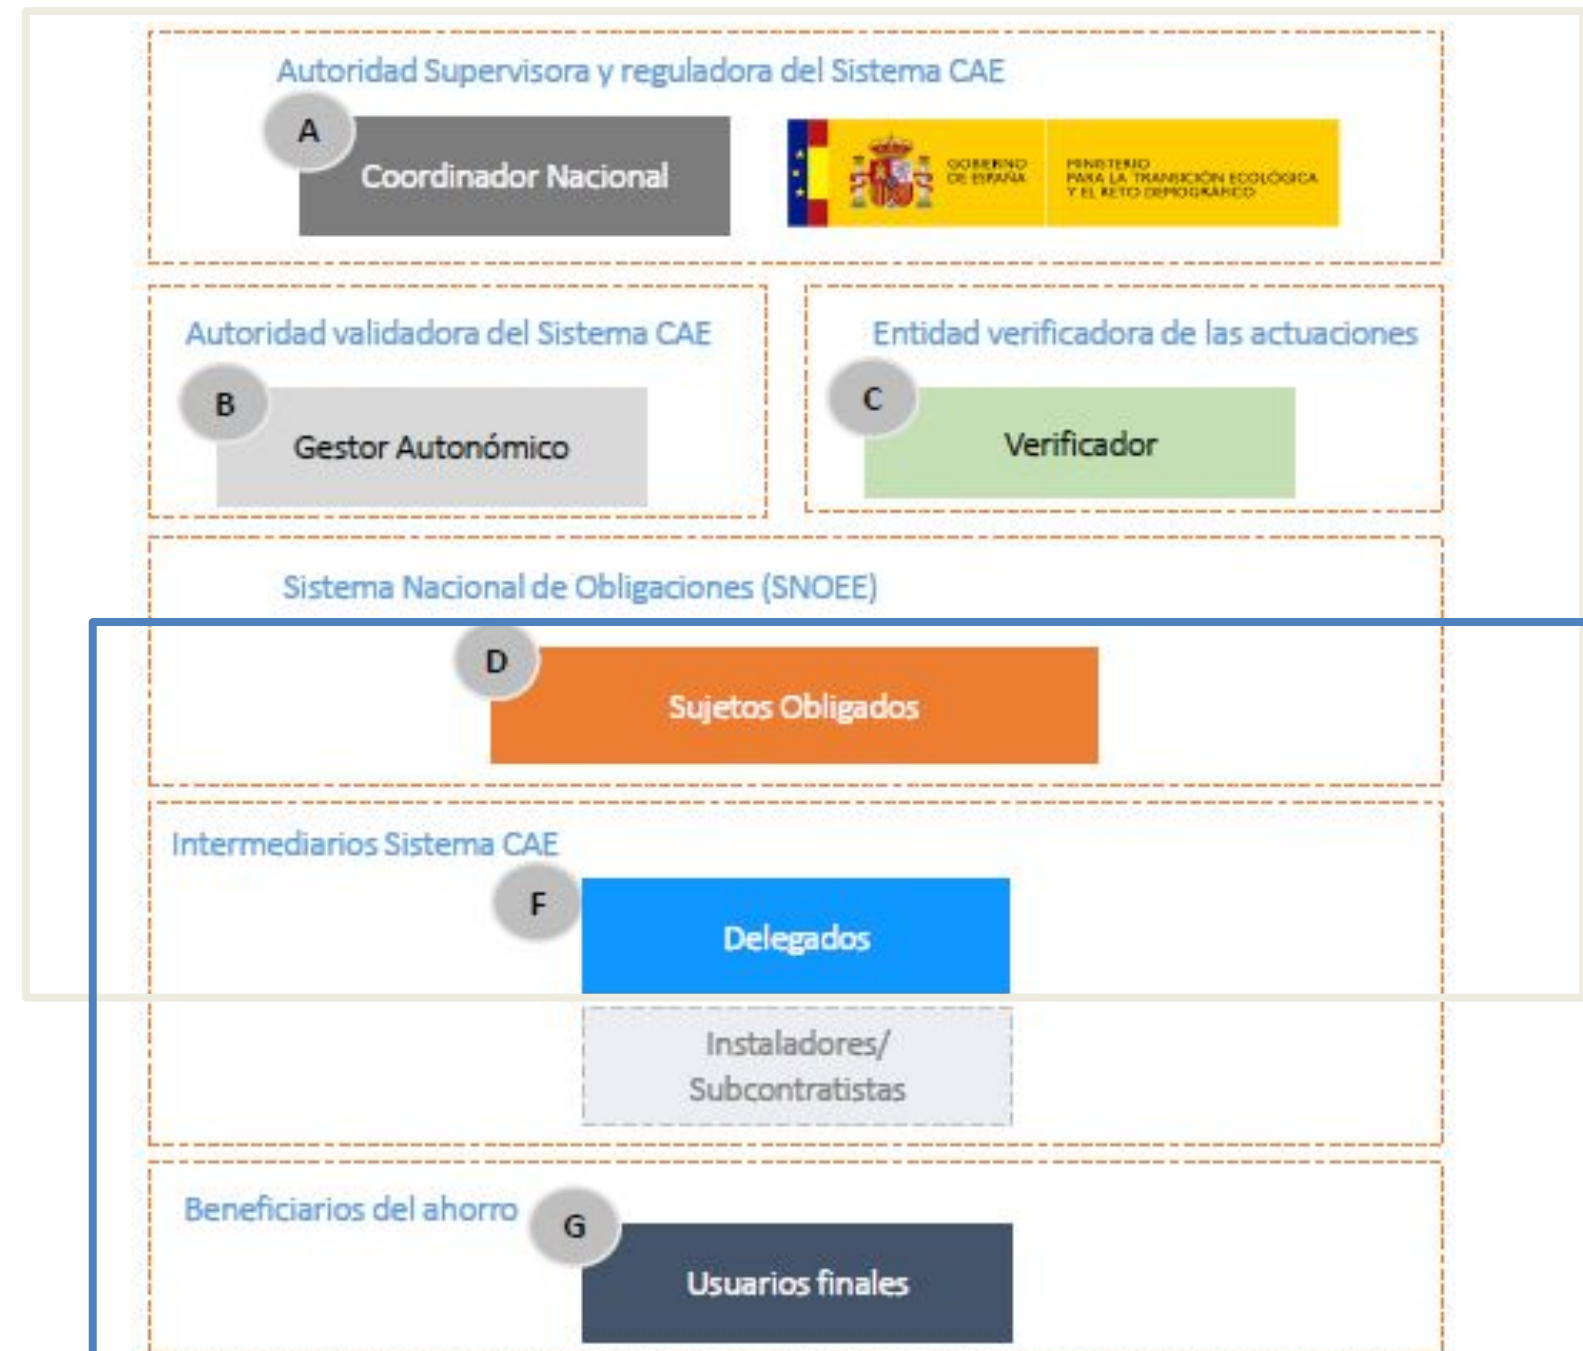 Autoridad Supervisora y reguladora del Sistema CAE
A
Coordinador Nacional
GOBIERNO
DE ESPAÑA
MINISTERIO
PARA LA TRANSICIÓN ECOLÓGICA
Y EL RETO DEMOGRÁFICO
Autoridad validadora del Sistema CAE
B
Gestor Autonómico
Entidad verificadora de las actuaciones
C
Verificador
Sistema Nacional de Obligaciones (SNOEE)
D
Sujetos Obligados
Intermediarios Sistema CAE
F
Delegados
Instaladores/
Subcontratistas
Beneficiarios del ahorro
G
Usuarios finales